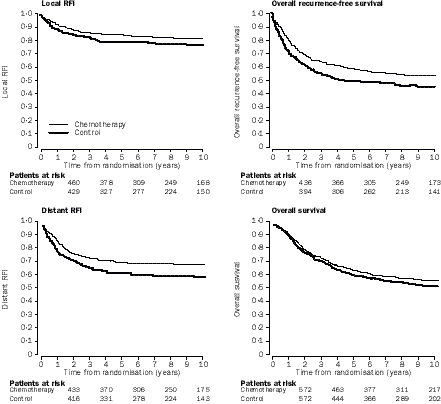 Local RFI
1·0
0·9
0·8
0·7
0·6
0·5
0·4
0·3
0·2
0·1
0
Local RFI
Chemotherapy
Control
0 1 2 3 4 5 6 7 8 9 10
Time from randomisation (years)
Patients at risk
Chemotherapy 460 378 309 249 168
Control 429 327 277 224 150
Overall recurrence-free survival
1·0
0·9
0·8
0·7
0·6
0·5
0·4
0·3
0·2
0·1
0
Overall recurrence-free survival
0 1 2 3 4 5 6 7 8 9 10
Time from randomisation (years)
Patients at risk
Chemotherapy 436 366 305 249 173
Control 394 306 262 213 141
Distant RFI
1·0
0·9
0·8
0·7
0·6
0·5
0·4
0·3
0·2
0·1
0
Distant RFI
0 1 2 3 4 5 6 7 8 9 10
Time from randomisation (years)
Patients at risk
Chemotherapy 433 370 306 250 175
Control 416 331 278 224 143
Overall survival
1·0
0·9
0·8
0·7
0·6
0·5
0·4
0·3
0·2
0·1
0
Overall survival
0 1 2 3 4 5 6 7 8 9 10
Time from randomisation (years)
Patients at risk
Chemotherapy 572 463 377 311 217
Control 572 444 366 289 202